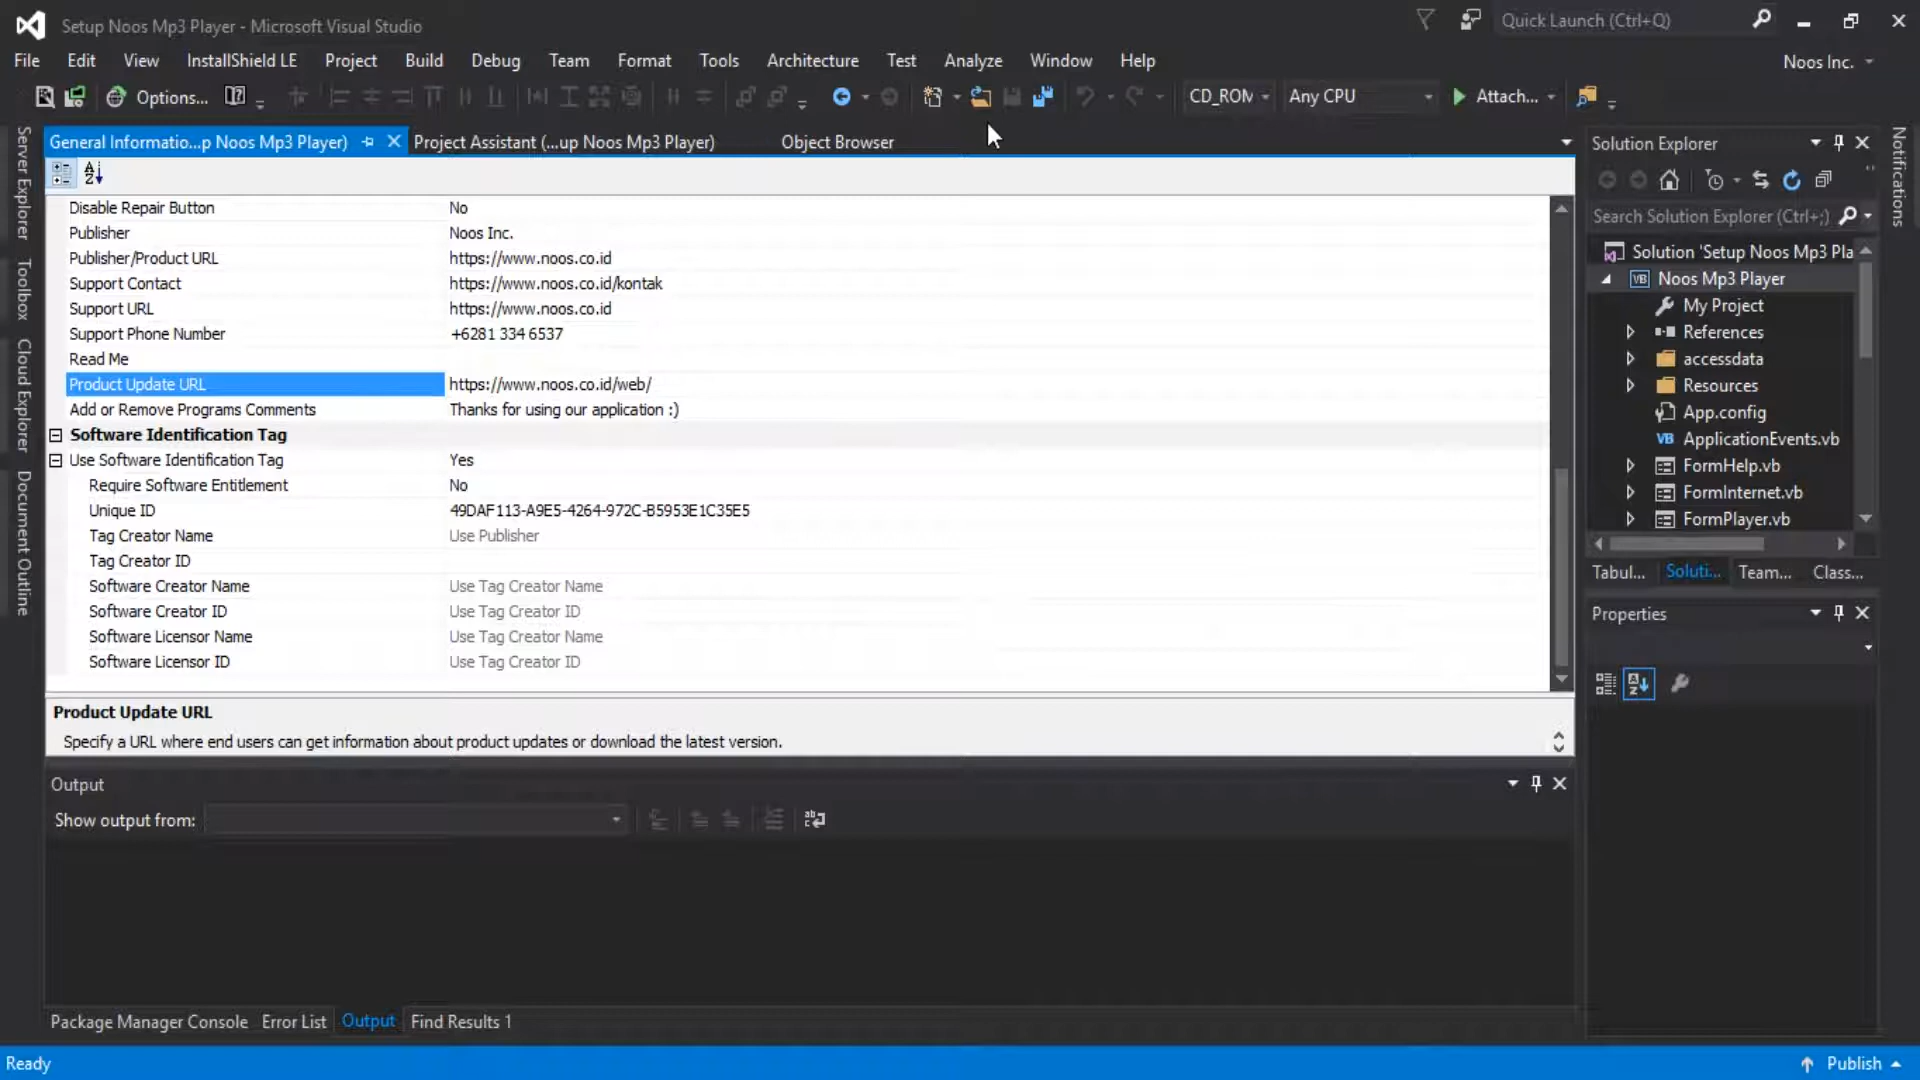 Setup Noos Mp3 Player - Microsoft Visual Studio
Quick Launch (Ctrl+Q)
File Edit View InstallShield LE Project Build Debug Team Format Tools Architecture Test Analyze Window Help
Noos Inc.
Options...
CD_ROM
Any CPU
Attach...
Server Explorer
Toolbox
Cloud Explorer
Document Outline
General Informatio...p Noos Mp3 Player)
Project Assistant (...up Noos Mp3 Player)
Object Browser
Disable Repair Button No
Publisher Noos Inc.
Publisher/Product URL https://www.noos.co.id
Support Contact https://www.noos.co.id/kontak
Support URL https://www.noos.co.id
Support Phone Number +6281 334 6537
Read Me
Product Update URL https://www.noos.co.id/web/
Add or Remove Programs Comments Thanks for using our application :)
Software Identification Tag
Use Software Identification Tag Yes
Require Software Entitlement No
Unique ID 49DAF113-A9E5-4264-972C-B5953E1C35E5
Tag Creator Name Use Publisher
Tag Creator ID
Software Creator Name Use Tag Creator Name
Software Creator ID Use Tag Creator ID
Software Licensor Name Use Tag Creator Name
Software Licensor ID Use Tag Creator ID
Product Update URL
Specify a URL where end users can get information about product updates or download the latest version.
Output
Show output from:
Package Manager Console Error List Output Find Results 1
Solution Explorer
Search Solution Explorer (Ctrl+;)
Solution 'Setup Noos Mp3 Pla
VB Noos Mp3 Player
My Project
References
accessdata
Resources
App.config
VB ApplicationEvents.vb
FormHelp.vb
FormInternet.vb
FormPlayer.vb
Tabul... Soluti... Team... Class...
Properties
Notifications
Ready
Publish